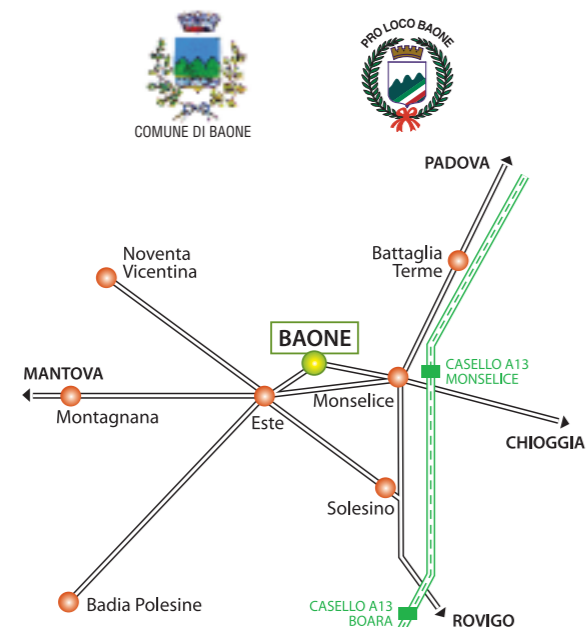 PRO LOCO BAONE
COMUNE DI BAONE
PADOVA
Noventa
Vicentina
Battaglia
Terme
BAONE
MANTOVA
CASELLO A13
MONSELICE
Montagnana
Este
Monselice
CHIOGGIA
Solesino
Badia Polesine
CASELLO A13
BOARA
ROVIGO